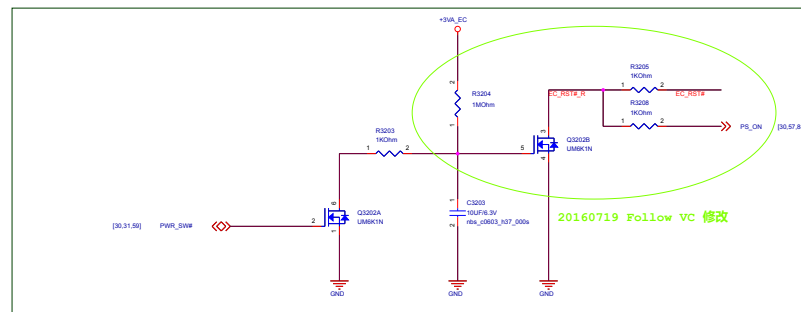 +3VA_EC
R3205
1KOhm
1
2
EC_RST#_R
EC_RST#
2
R3204
1MOhm
1
R3208
1KOhm
1
2
PS_ON
[30,57,8
R3203
1KOhm
1
2
3
Q3202B
UM6K1N
5
4
6
Q3202A
UM6K1N
2
1
C3203
10UF/6.3V
nbs_c0603_h37_000s
1
2
20160719 Follow VC 修改
[30,31,59]
PWR_SW#
GND
GND
GND